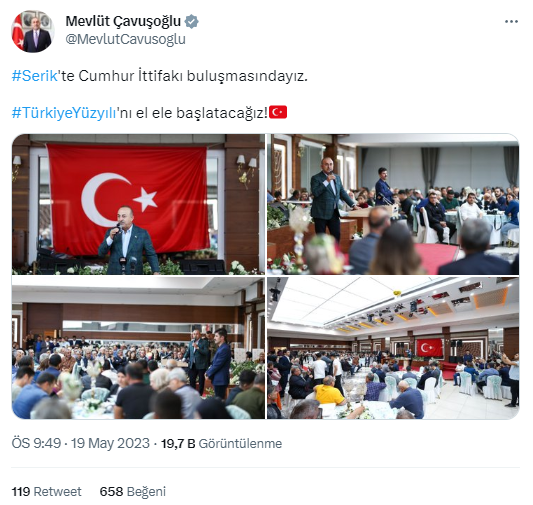 Mevlüt Çavuşoğlu
@MevlutCavusoglu
#Serik'te Cumhur İttifakı buluşmasındayız.
#TürkiyeYüzyılı'nı el ele başlatacağız!🇹🇷
ÖS 9:49 · 19 May 2023 · 19,7 B Görüntülenme
119 Retweet 658 Beğeni